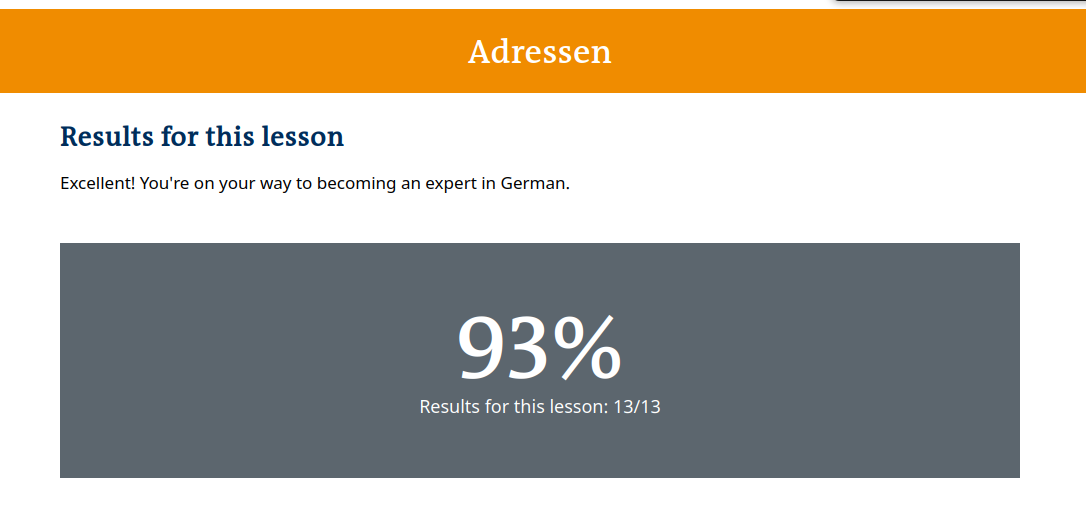 Adressen
Results for this lesson
Excellent! You're on your way to becoming an expert in German.
93%
Results for this lesson: 13/13